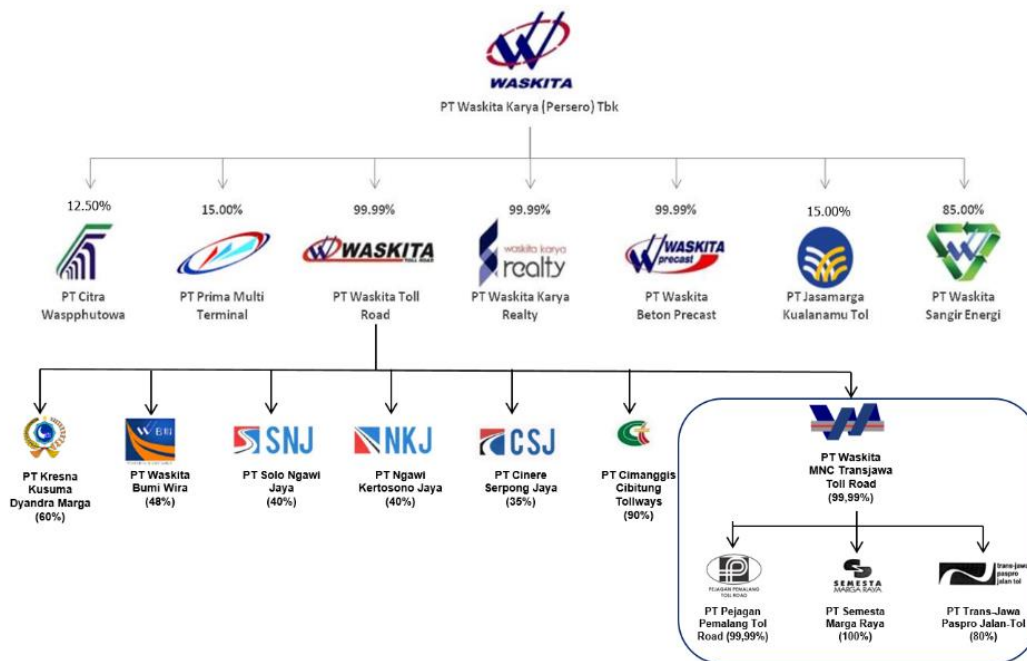 WASKITA
PT Waskita Karya (Persero) Tbk
12.50%
15.00%
99.99%
99.99%
99.99%
15.00%
85.00%
WASKITA
TOLL ROAD
waskita karya
realty
WASKITA
precast
PT Citra
Waspphutowa
PT Prima Multi
Terminal
PT Waskita Toll
Road
PT Waskita Karya
Realty
PT Waskita
Beton Precast
PT Jasamarga
Kualanamu Tol
PT Waskita
Sangir Energi
SNJ
NKJ
CSJ
PT Kresna
Kusuma
Dyandra Marga
(60%)
PT Waskita
Bumi Wira
(48%)
PT Solo Ngawi
Jaya
(40%)
PT Ngawi
Kertosono Jaya
(40%)
PT Cinere
Serpong Jaya
(35%)
PT Cimanggis
Cibitung
Tollways
(90%)
PT Waskita
MNC Transjawa
Toll Road
(99,99%)
PEJAGAN PEMALANG
TOLL ROAD
SEMESTA
MARGA RAYA
trans-jawa
paspro
jalan tol
PT Pejagan
Pemalang Tol
Road (99,99%)
PT Semesta
Marga Raya
(100%)
PT Trans-Jawa
Paspro Jalan-Tol
(80%)